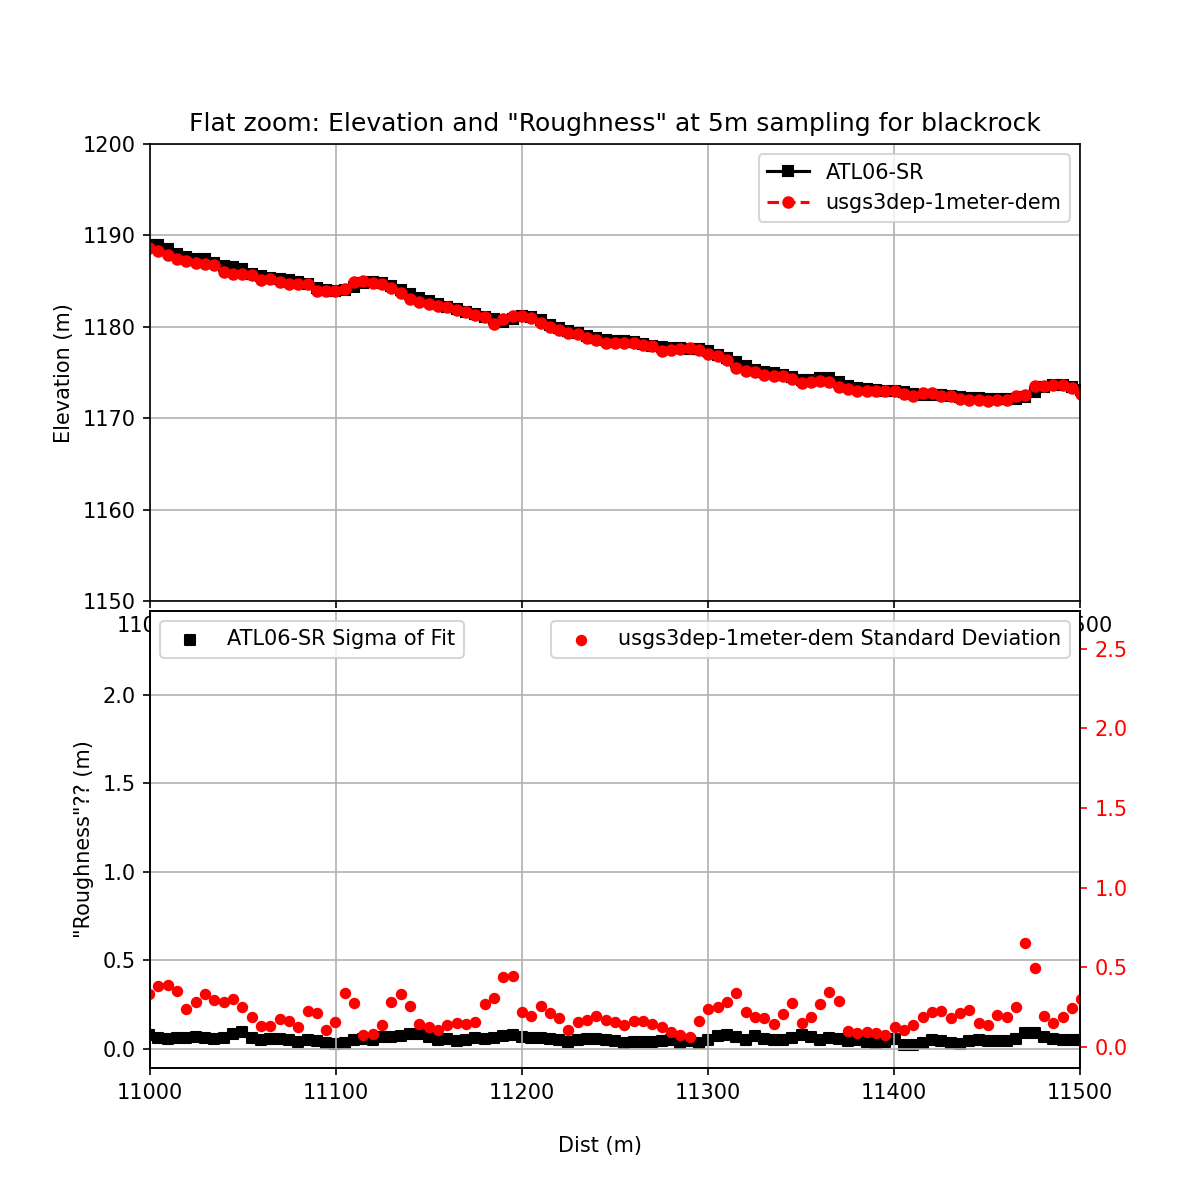 Flat zoom: Elevation and "Roughness" at 5m sampling for blackrock
1200
1190
1180
1170
1160
1150
Elevation (m)
ATL06-SR
usgs3dep-1meter-dem
110
500
ATL06-SR Sigma of Fit
usgs3dep-1meter-dem Standard Deviation
2.0
1.5
1.0
0.5
0.0
"Roughness"?? (m)
2.5
2.0
1.5
1.0
0.5
0.0
11000 11100 11200 11300 11400 11500
Dist (m)